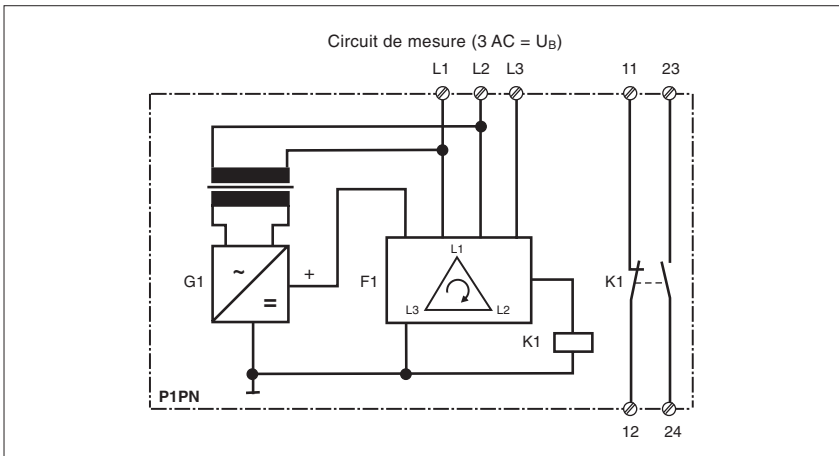 Circuit de mesure (3 AC = UB)
L1 L2 L3 11 23
L1
G1 ~ + F1 K1
=
L3 L2
K1
P1PN
12 24